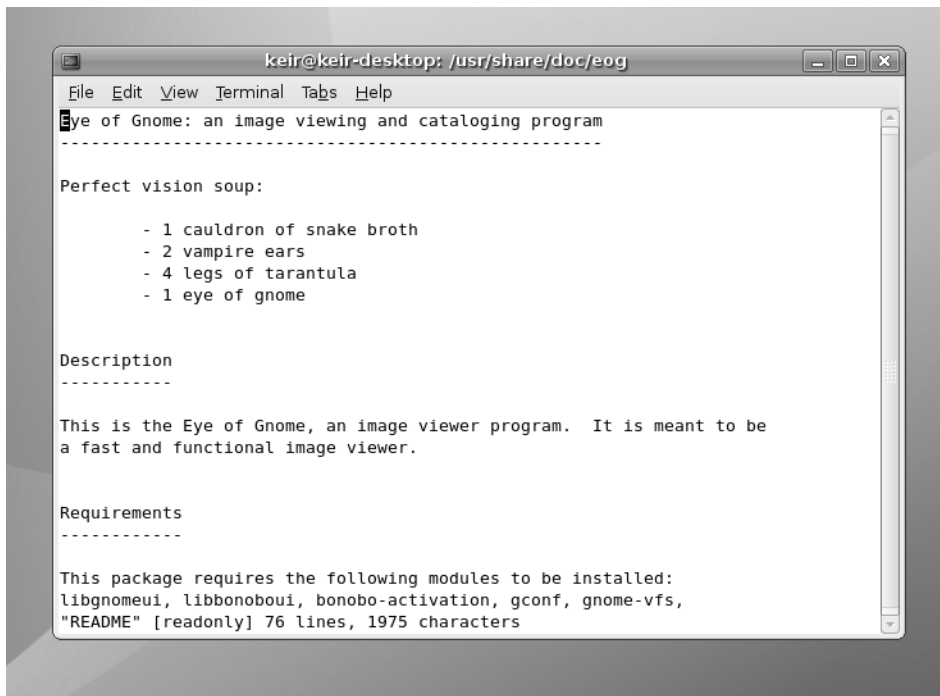 keir@keir-desktop: /usr/share/doc/eog
File Edit View Terminal Tabs Help
Eye of Gnome: an image viewing and cataloging program
-----------------------------------------------------
Perfect vision soup:
- 1 cauldron of snake broth
- 2 vampire ears
- 4 legs of tarantula
- 1 eye of gnome
Description
-----------
This is the Eye of Gnome, an image viewer program.  It is meant to be
a fast and functional image viewer.
Requirements
------------
This package requires the following modules to be installed:
libgnomeui, libbonoboui, bonobo-activation, gconf, gnome-vfs,
"README" [readonly] 76 lines, 1975 characters